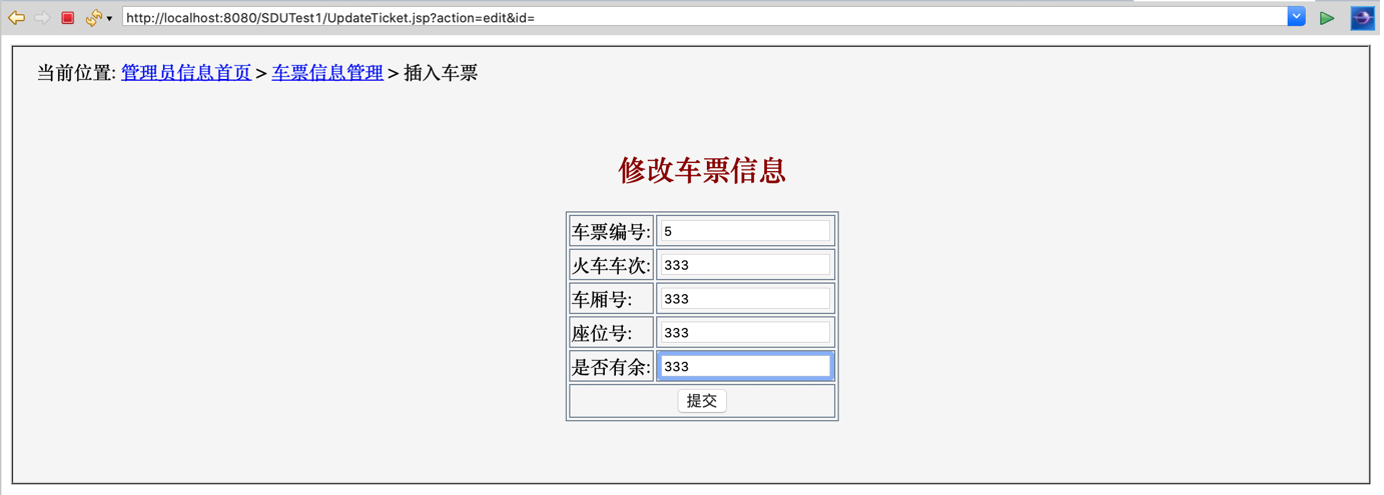 http://localhost:8080/SDUTest1/UpdateTicket.jsp?action=edit&id=
当前位置: 管理员信息首页 > 车票信息管理 > 插入车票
修改车票信息
车票编号: 5
火车车次: 333
车厢号: 333
座位号: 333
是否有余: 333
提交